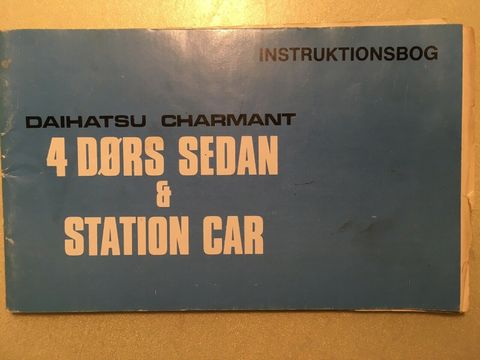 INSTRUKTIONSBOG
DAIHATSU CHARMANT
4 DØRS SEDAN
&
STATION CAR